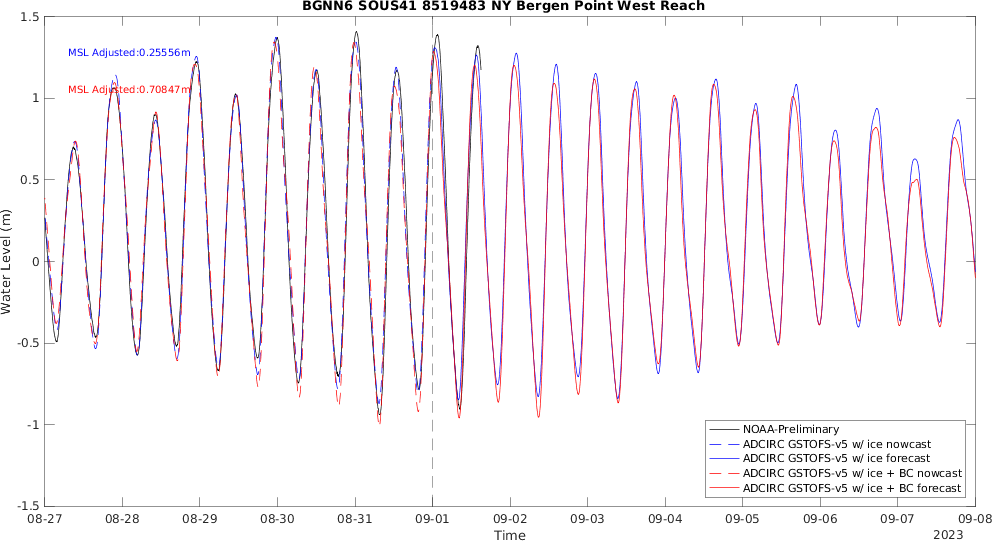 BGNN6 SOUS41 8519483 NY Bergen Point West Reach
1.5
1
0.5
0
-0.5
-1
-1.5
Water Level (m)
MSL Adjusted:0.25556m
MSL Adjusted:0.70847m
NOAA-Preliminary
ADCIRC GSTOFS-v5 w/ ice nowcast
ADCIRC GSTOFS-v5 w/ ice forecast
ADCIRC GSTOFS-v5 w/ ice + BC nowcast
ADCIRC GSTOFS-v5 w/ ice + BC forecast
08-27 08-28 08-29 08-30 08-31 09-01 09-02 09-03 09-04 09-05 09-06 09-07 09-08
Time
2023